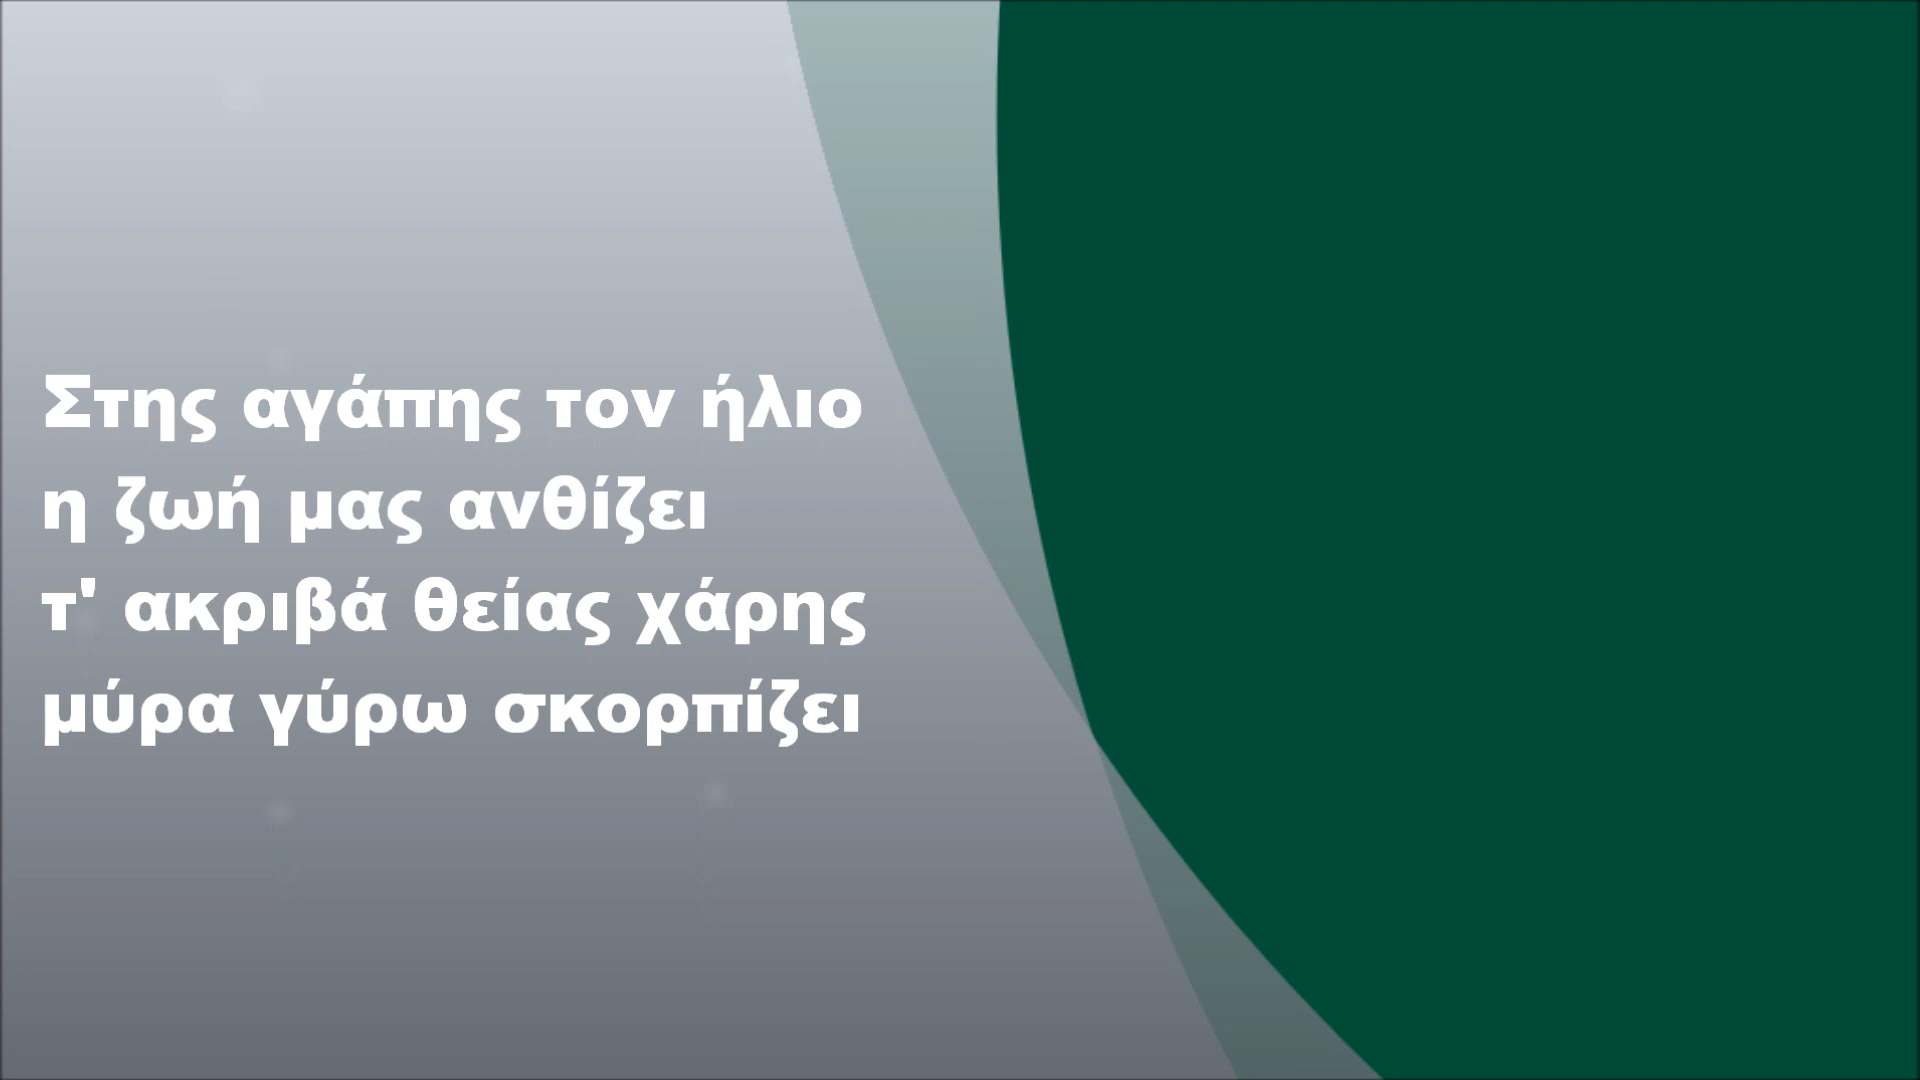 Στης αγάπης τον ήλιο
η ζωή μας ανθίζει
τ' ακριβά θείας χάρης
μύρα γύρω σκορπίζει